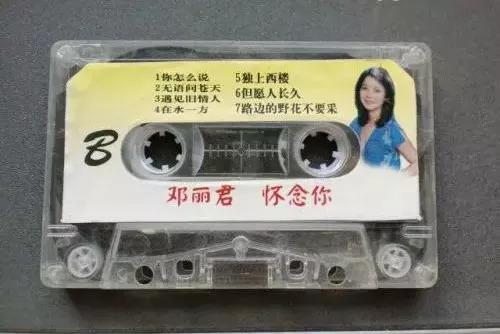 1你怎么说
2无语问苍天
3遇见旧情人
4在水一方
5独上西楼
6但愿人长久
7路边的野花不要采
B
邓丽君 怀念你